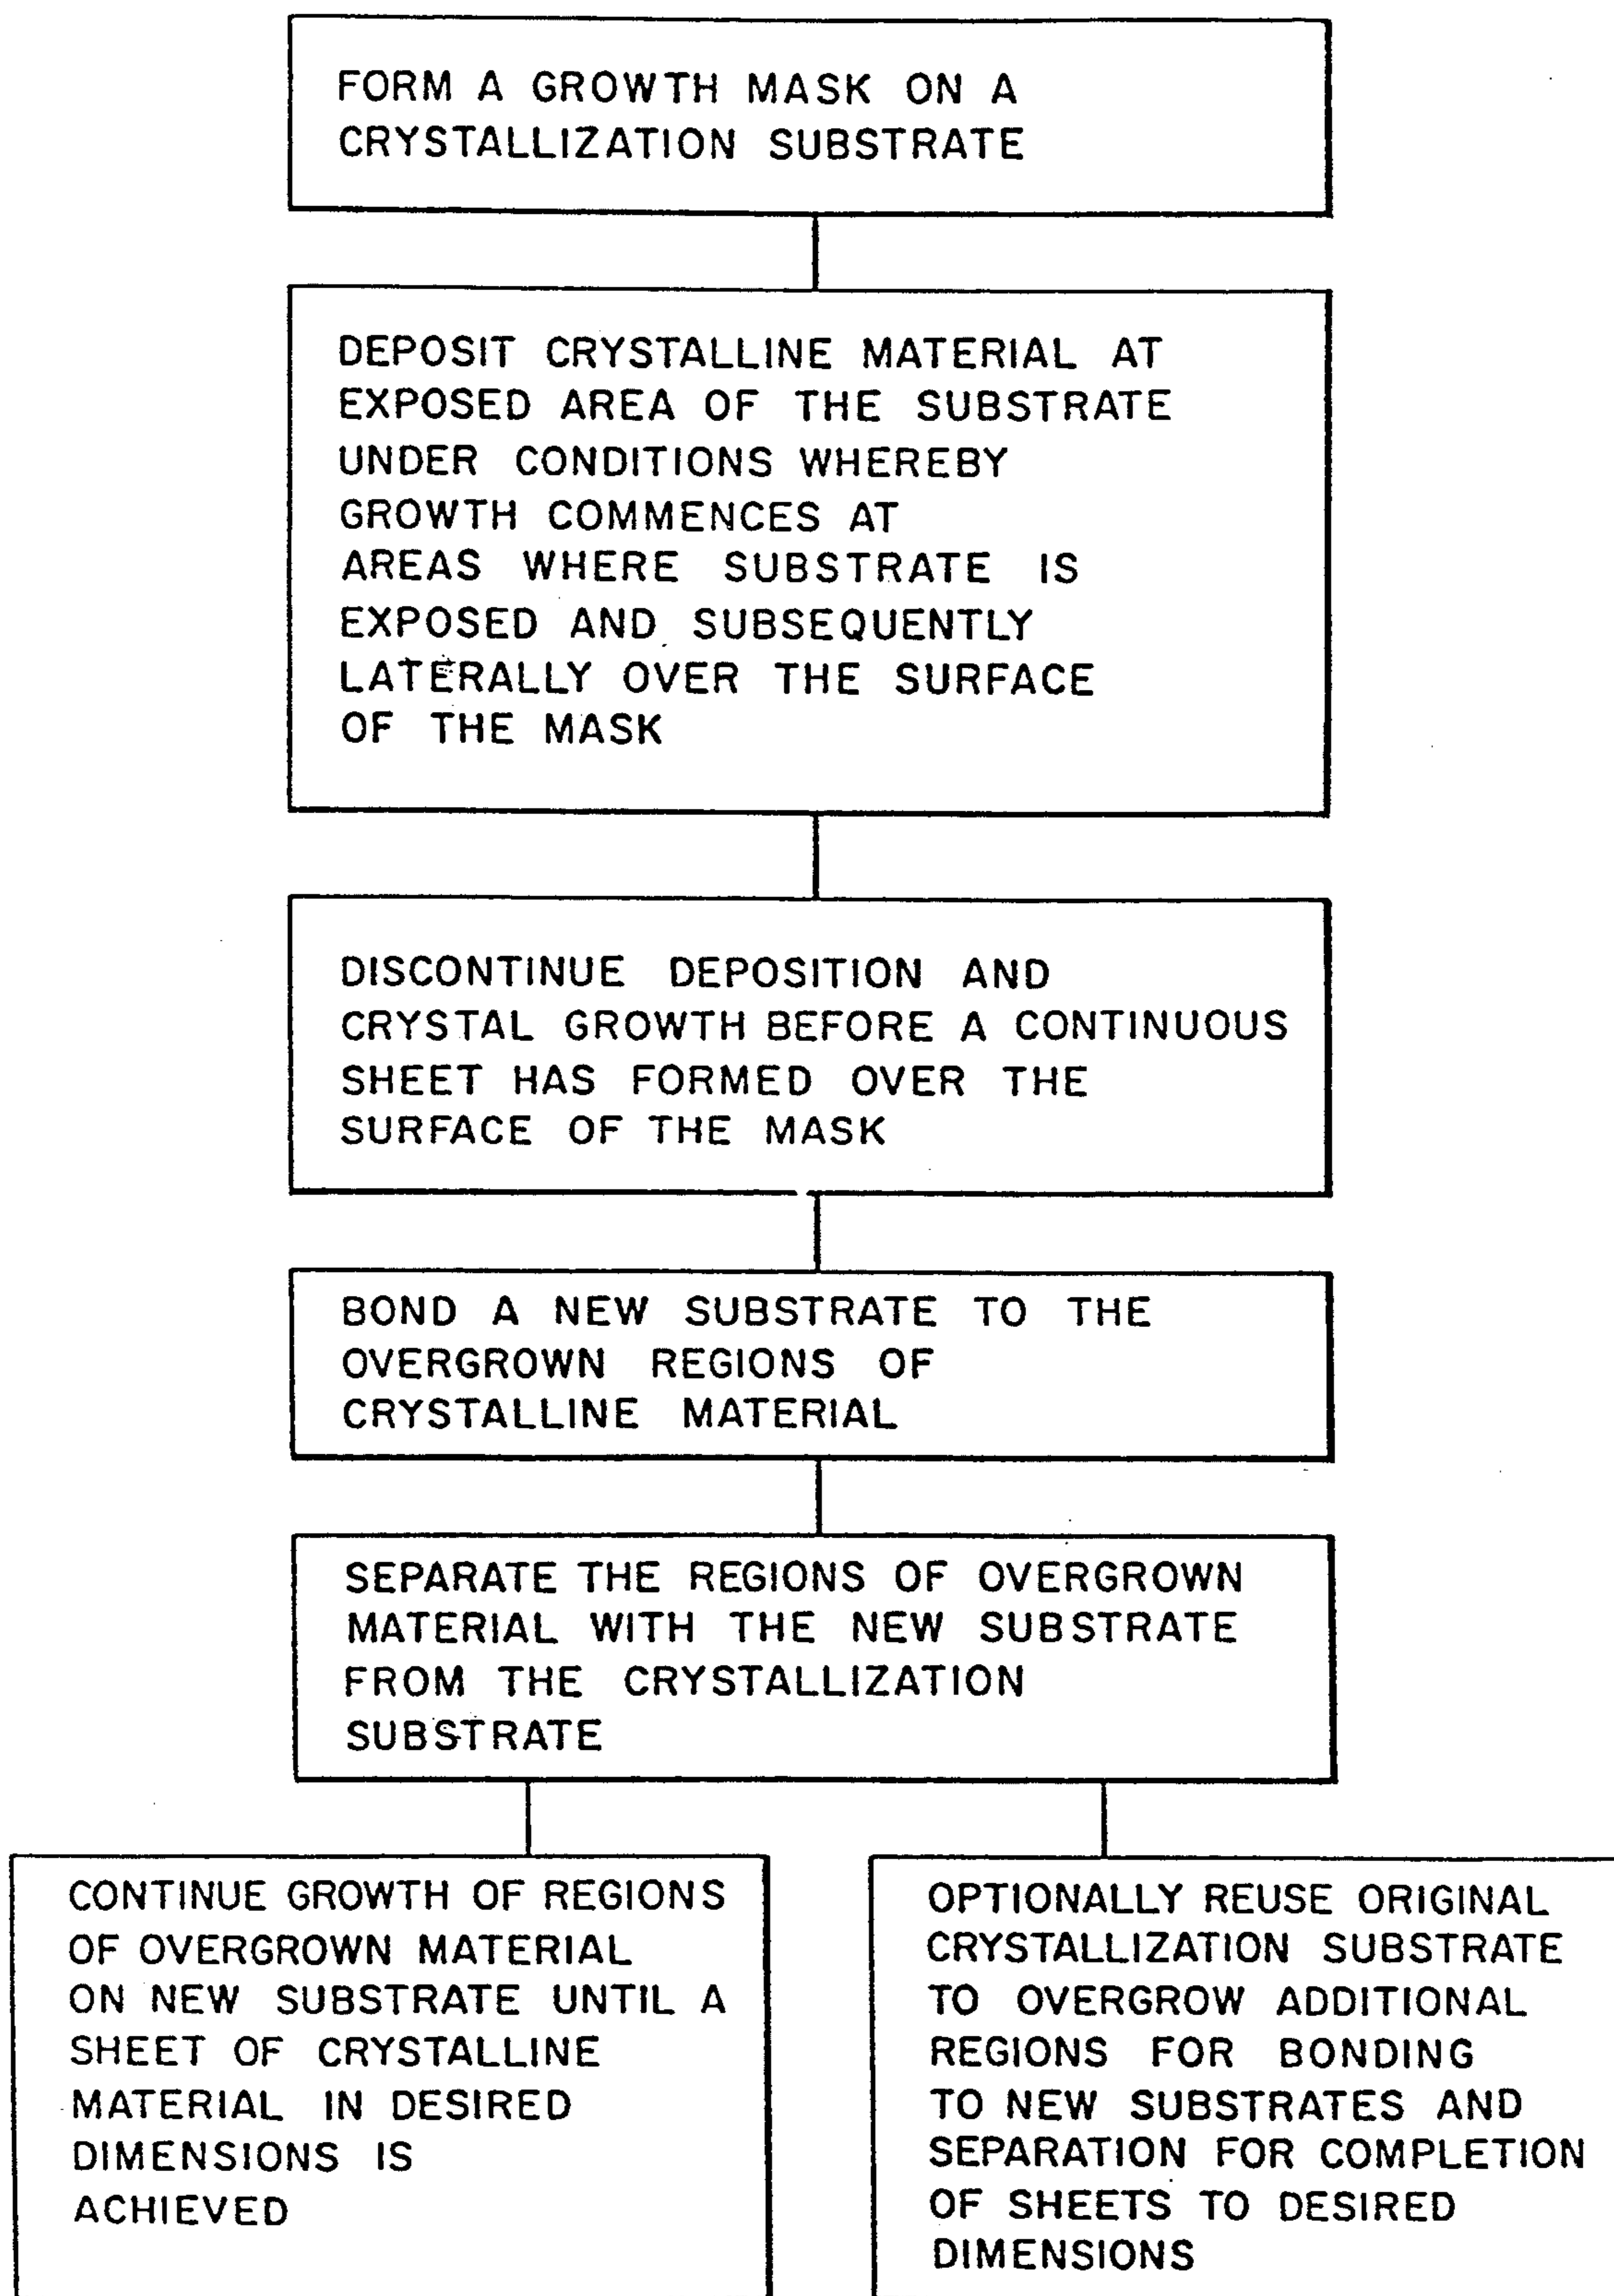 FORM A GROWTH MASK ON A
CRYSTALLIZATION SUBSTRATE
DEPOSIT CRYSTALLINE MATERIAL AT
EXPOSED AREA OF THE SUBSTRATE
UNDER CONDITIONS WHEREBY
GROWTH COMMENCES AT
AREAS WHERE SUBSTRATE IS
EXPOSED AND SUBSEQUENTLY
LATERALLY OVER THE SURFACE
OF THE MASK
DISCONTINUE DEPOSITION AND
CRYSTAL GROWTH BEFORE A CONTINUOUS
SHEET HAS FORMED OVER THE
SURFACE OF THE MASK
BOND A NEW SUBSTRATE TO THE
OVERGROWN REGIONS OF
CRYSTALLINE MATERIAL
SEPARATE THE REGIONS OF OVERGROWN
MATERIAL WITH THE NEW SUBSTRATE
FROM THE CRYSTALLIZATION
SUBSTRATE
CONTINUE GROWTH OF REGIONS
OF OVERGROWN MATERIAL
ON NEW SUBSTRATE UNTIL A
SHEET OF CRYSTALLINE
MATERIAL IN DESIRED
DIMENSIONS IS
ACHIEVED
OPTIONALLY REUSE ORIGINAL
CRYSTALLIZATION SUBSTRATE
TO OVERGROW ADDITIONAL
REGIONS FOR BONDING
TO NEW SUBSTRATES AND
SEPARATION FOR COMPLETION
OF SHEETS TO DESIRED
DIMENSIONS